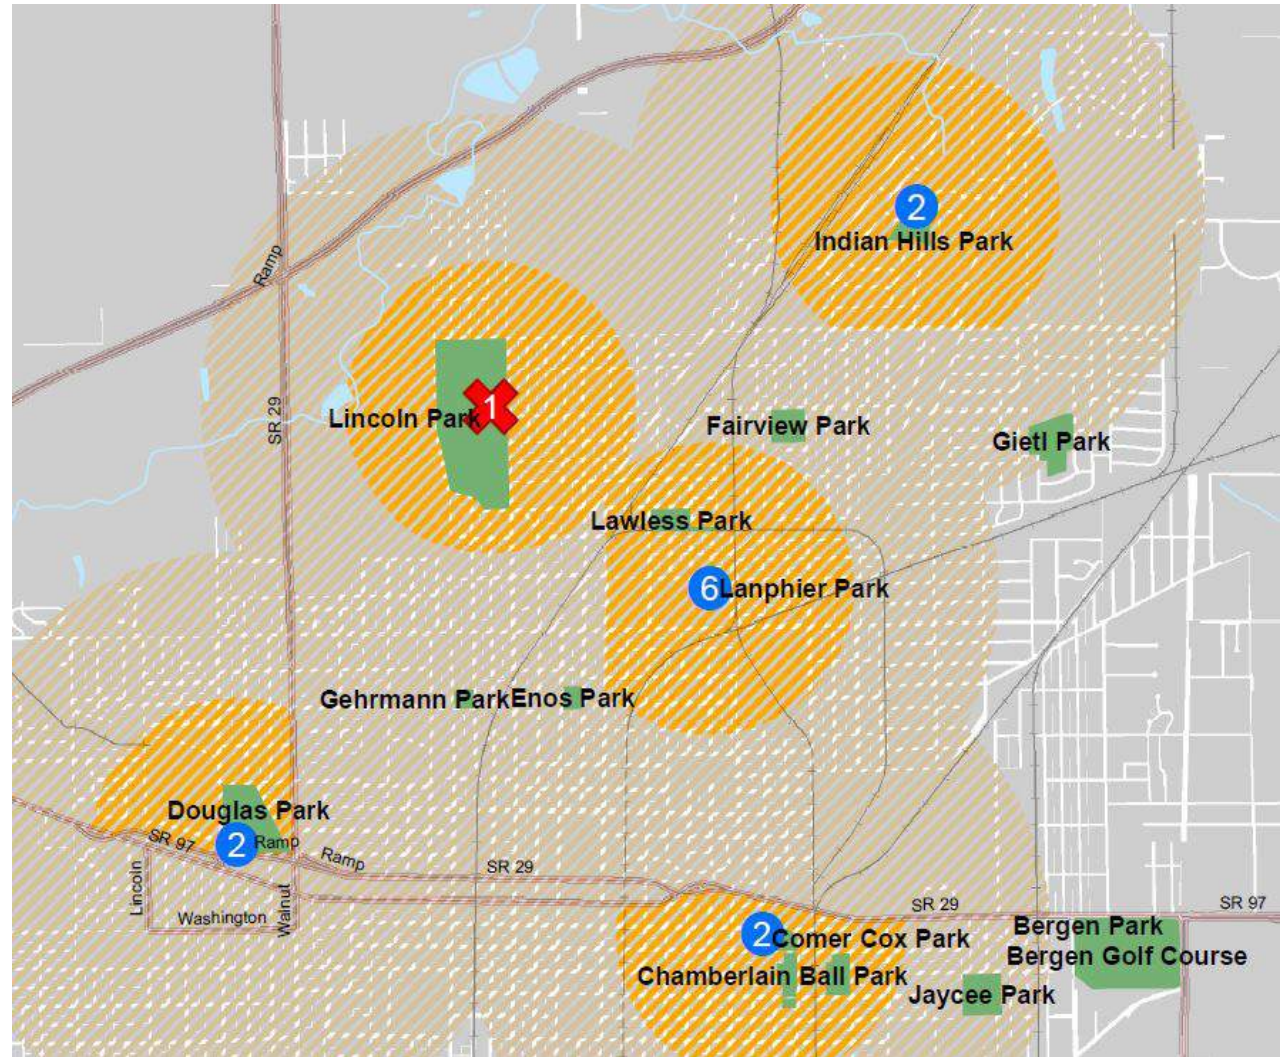 2
Indian Hills Park
Ramp
SR 29
1
Lincoln Park
Fairview Park
Gietl Park
Lawless Park
6
Lanphier Park
Gehrmann Park
Enos Park
Douglas Park
2
Ramp
SR 97
Ramp
SR 29
Lincoln
Washington
Walnut
SR 29
SR 97
2
Comer Cox Park
Bergen Park
Bergen Golf Course
Chamberlain Ball Park
Jaycee Park